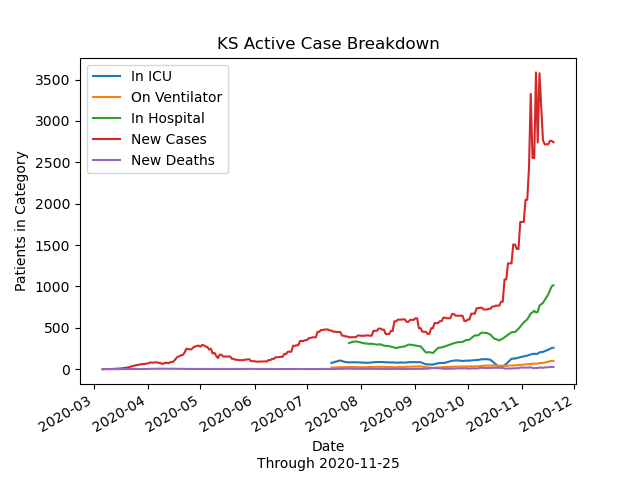 KS Active Case Breakdown
In ICU
On Ventilator
In Hospital
New Cases
New Deaths
Patients in Category
3500
3000
2500
2000
1500
1000
500
0
2020-03
2020-04
2020-05
2020-06
2020-07
2020-08
2020-09
2020-10
2020-11
2020-12
Date
Through 2020-11-25